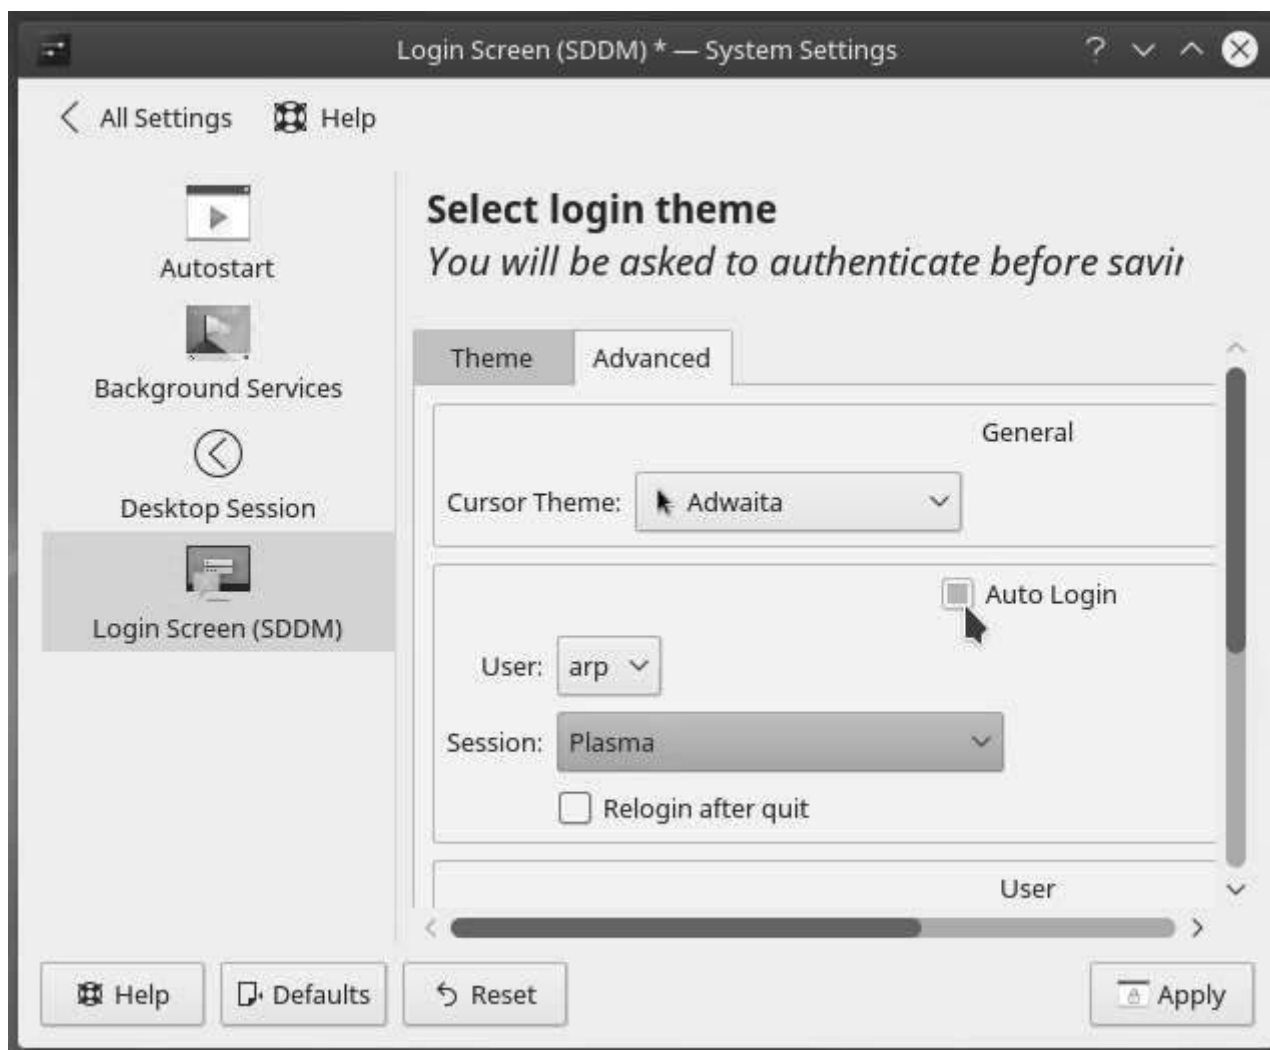 Login Screen (SDDM) * — System Settings
All Settings
Help
Autostart
Background Services
Desktop Session
Login Screen (SDDM)
Select login theme
You will be asked to authenticate before savin
Theme
Advanced
General
Cursor Theme:
Adwaita
Auto Login
User:
arp
Session:
Plasma
Relogin after quit
User
Help
Defaults
Reset
Apply